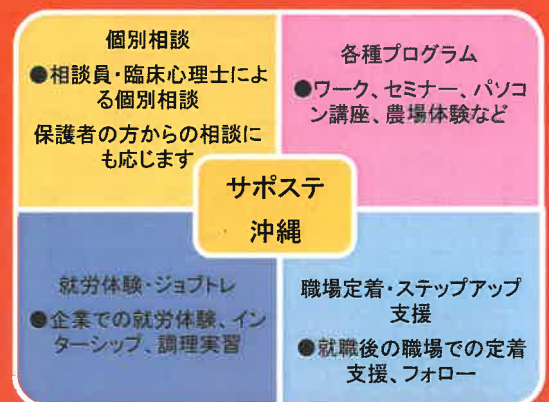 個別相談
●相談員・臨床心理士によ
る個別相談
保護者の方からの相談に
も応じます
各種プログラム
●ワーク、セミナー、パソコ
ン講座、農場体験など
サポステ
沖縄
就労体験・ジョブトレ
●企業での就労体験、イン
ターシップ、調理実習
職場定着・ステップアップ
支援
●就職後の職場での定着
支援、フォロー